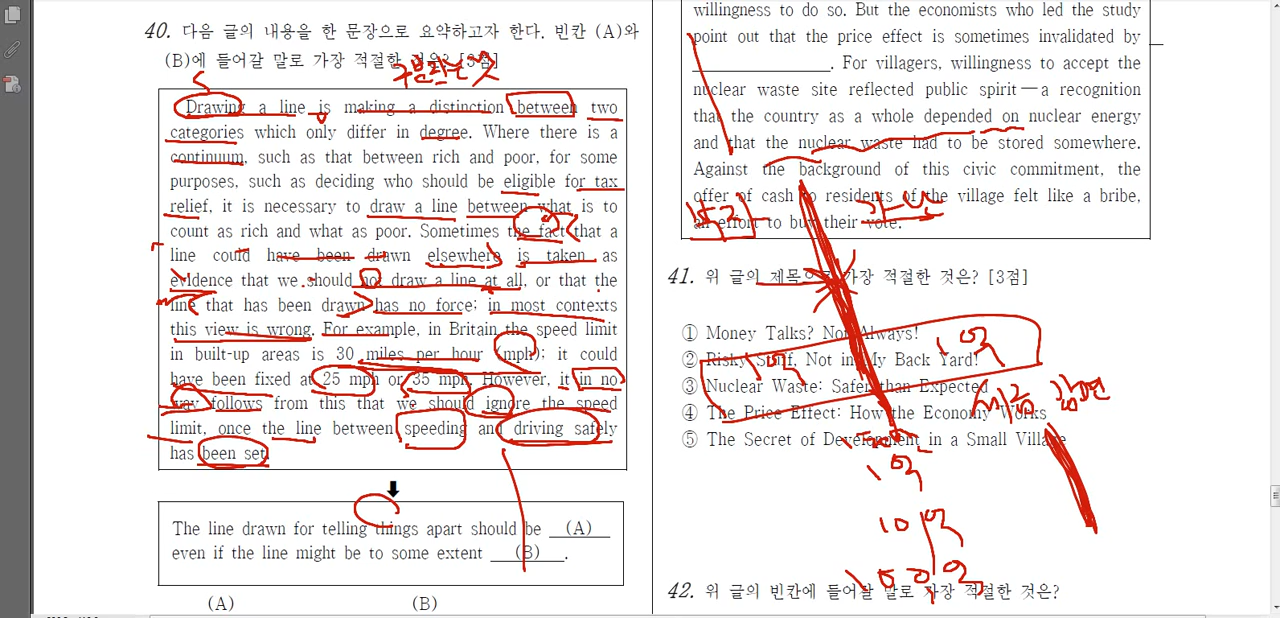 40. 다음 글의 내용을 한 문장으로 요약하고자 한다. 빈칸 (A)와
(B)에 들어갈 말로 가장 적절한 것은? [3점]
구분하는 것
Drawing a line is making a distinction between two
categories which only differ in degree. Where there is a
continuum, such as that between rich and poor, for some
purposes, such as deciding who should be eligible for tax
relief, it is necessary to draw a line between what is to
count as rich and what as poor. Sometimes the fact that a
line could have been drawn elsewhere is taken as
evidence that we should not draw a line at all, or that the
line that has been drawn has no force; in most contexts
this view is wrong. For example, in Britain the speed limit
in built-up areas is 30 miles per hour (mph); it could
have been fixed at 25 mph or 35 mph. However, it in no
way follows from this that we should ignore the speed
limit, once the line between speeding and driving safely
has been set.
The line drawn for telling things apart should be (A)
even if the line might be to some extent (B) .
(A) (B)
willingness to do so. But the economists who led the study
point out that the price effect is sometimes invalidated by
. For villagers, willingness to accept the
nuclear waste site reflected public spirit — a recognition
that the country as a whole depended on nuclear energy
and that the nuclear waste had to be stored somewhere.
Against the background of this civic commitment, the
offer of cash to residents of the village felt like a bribe,
an effort to buy their vote.
41. 위 글의 제목으로 가장 적절한 것은? [3점]
① Money Talks? Not Always!
② Risky Stuff, Not in My Back Yard!
③ Nuclear Waste: Safer than Expected
④ The Price Effect: How the Economy Works
⑤ The Secret of Development in a Small Village
1억
1억
1억
10억
100억
42. 위 글의 빈칸에 들어갈 말로 가장 적절한 것은?